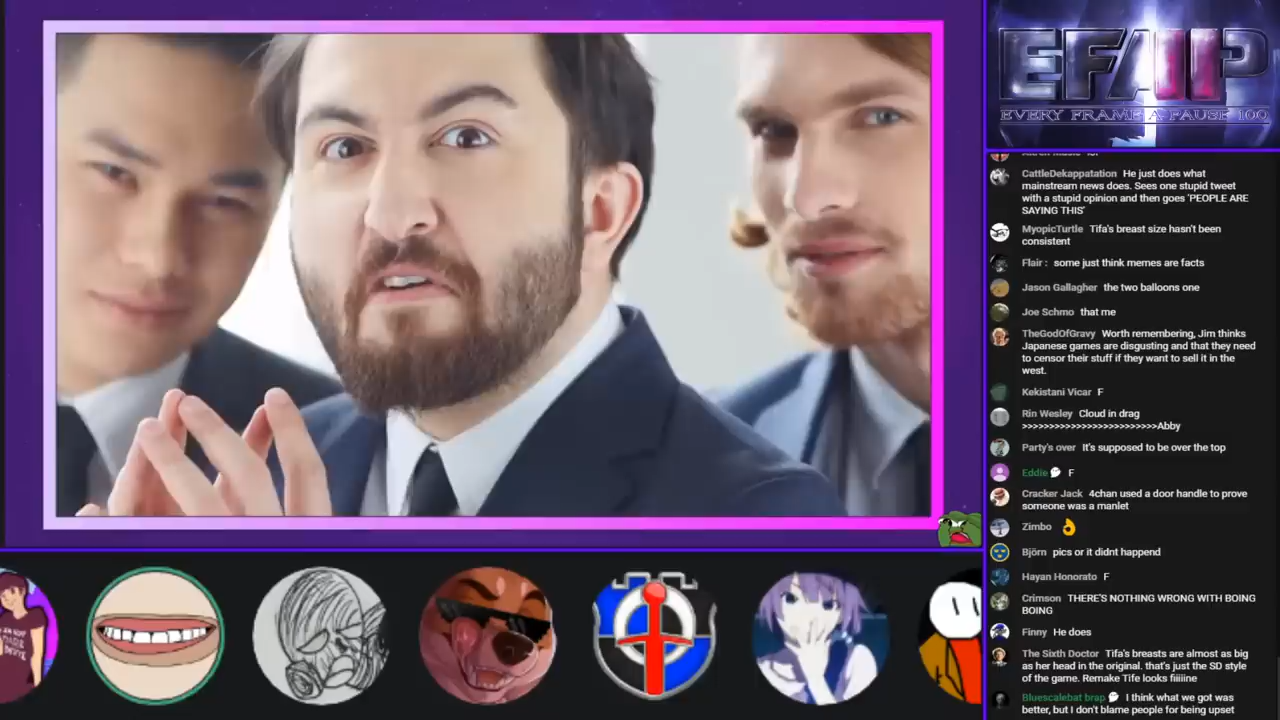 EFAP
EVERY FRAME A PAUSE 100
CattleDekappatation He just does what
mainstream news does. Sees one stupid tweet
with a stupid opinion and then goes 'PEOPLE ARE
SAYING THIS'
MyopicTurtle Tifa's breast size hasn't been
consistent
Flair : some just think memes are facts
Jason Gallagher the two balloons one
Joe Schmo that me
TheGodOfGravy Worth remembering, Jim thinks
Japanese games are disgusting and that they need
to censor their stuff if they want to sell it in the
west.
Kekistani Vicar F
Rin Wesley Cloud in drag
>>>>>>>>>>>>>>>>>>>>>>>>>Abby
Party's over It's supposed to be over the top
Eddie F
Cracker Jack 4chan used a door handle to prove
someone was a manlet
Zimbo 👌
Björn pics or it didnt happend
Hayan Honorato F
Crimson THERE'S NOTHING WRONG WITH BOING
BOING
Finny He does
The Sixth Doctor Tifa's breasts are almost as big
as her head in the original. that's just the SD style
of the game. Remake Tife looks fiiiiine
Bluescalebat brap I think what we got was
better, but I don't blame people for being upset